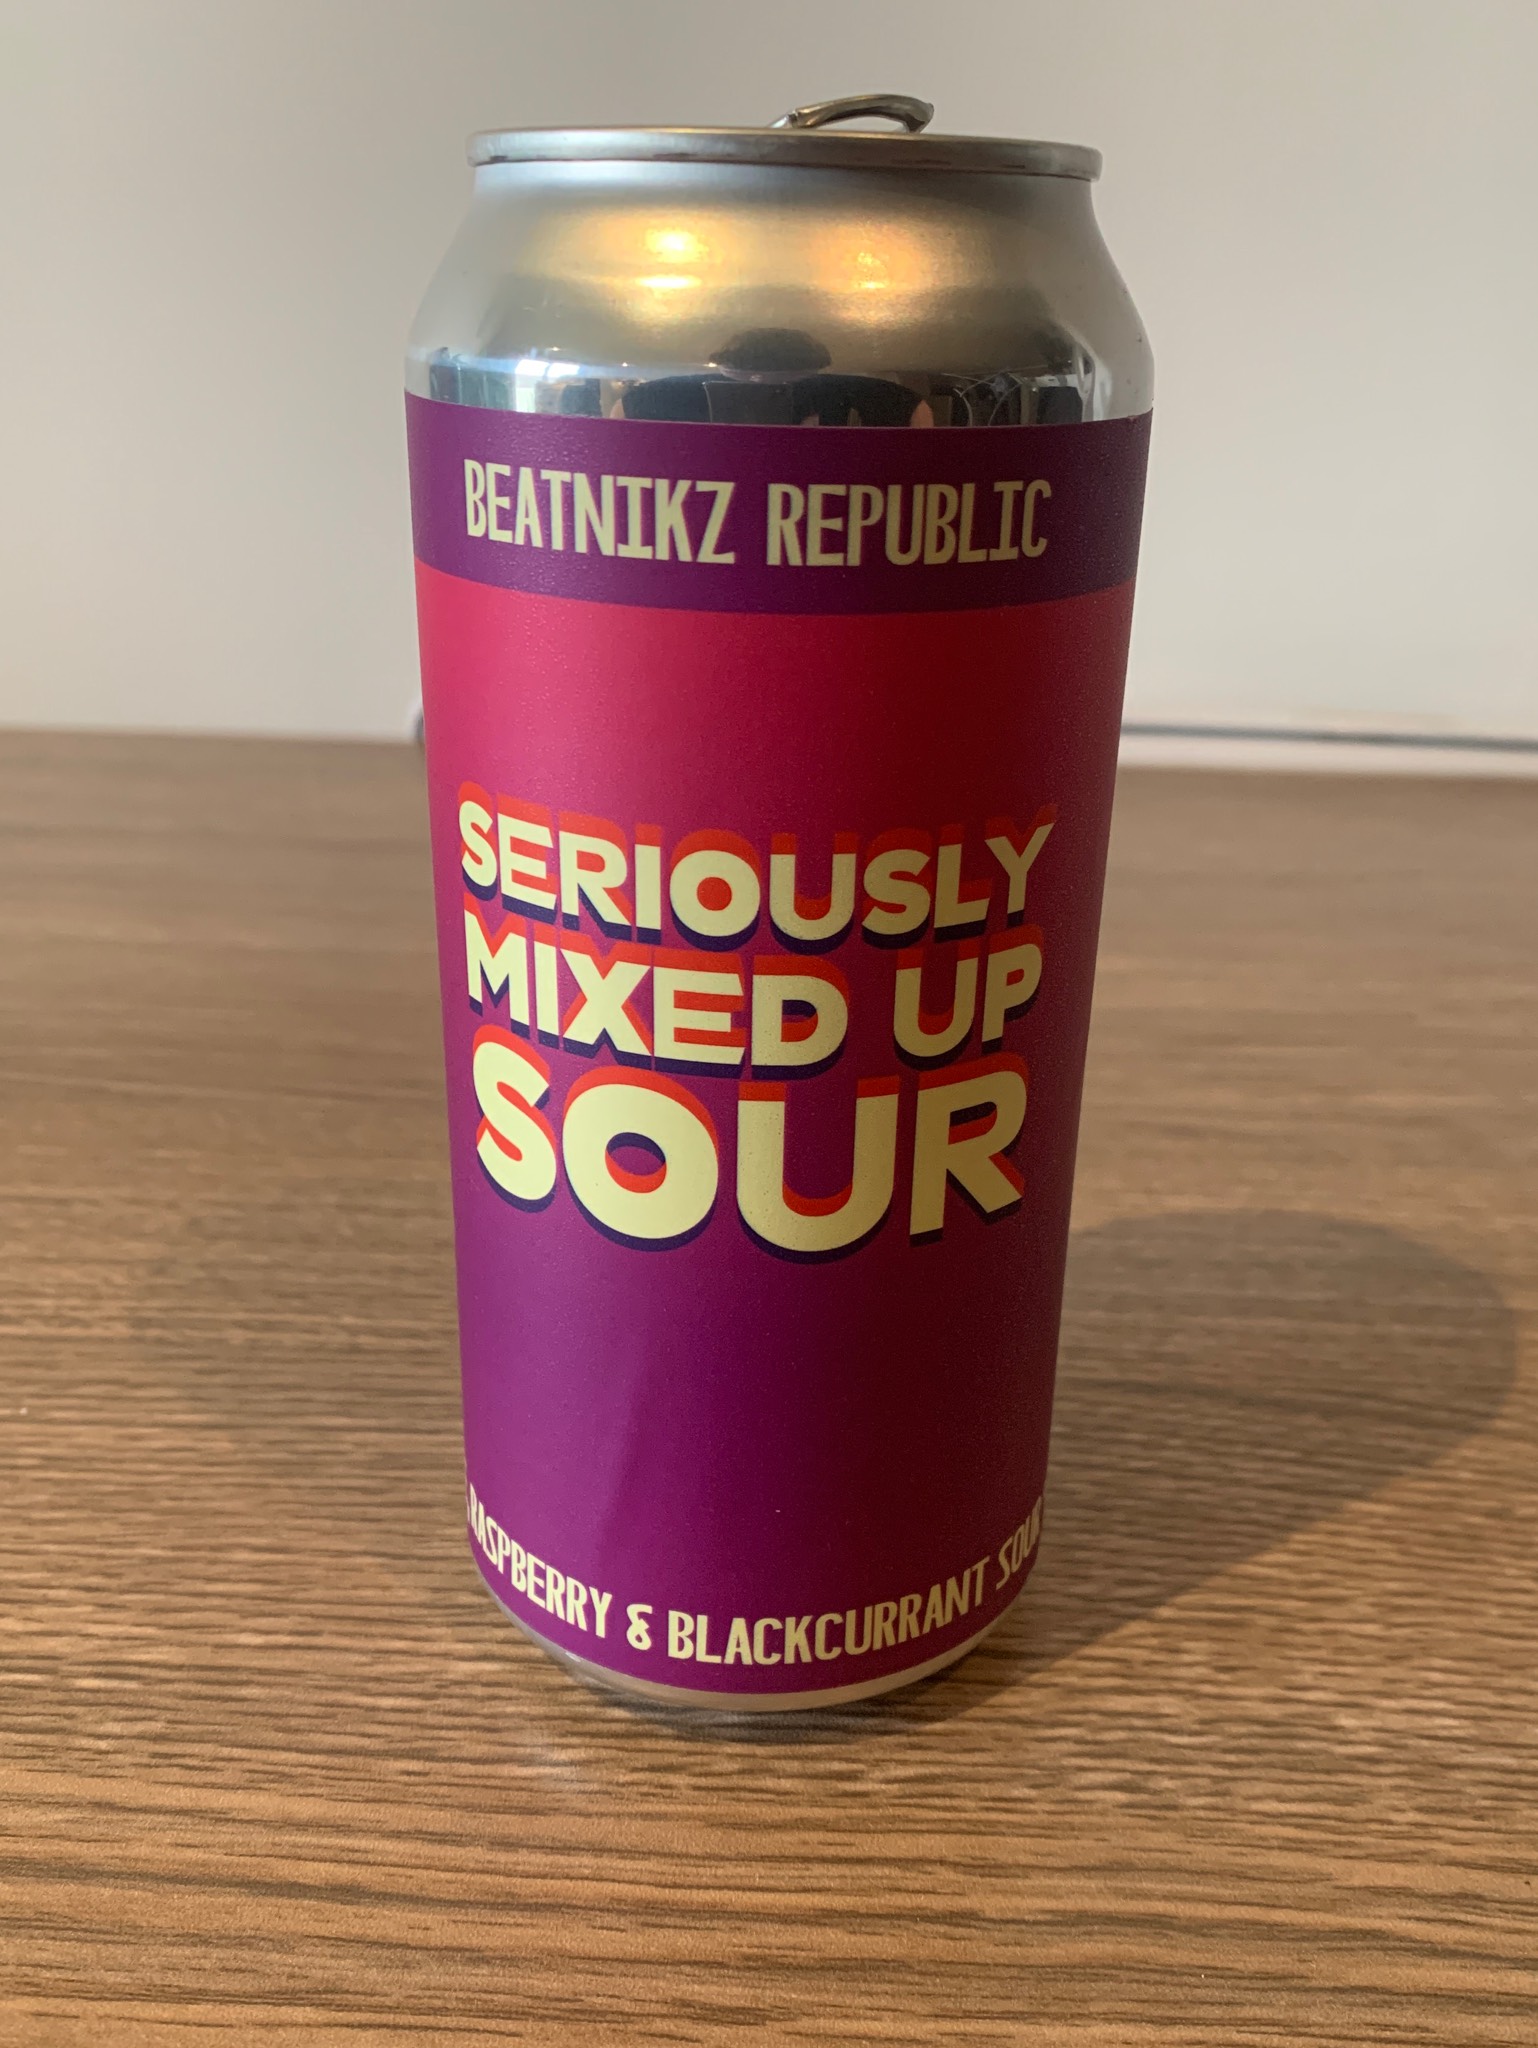 BEATNIKZ REPUBLIC
SERIOUSLY
MIXED UP
SOUR
RASPBERRY & BLACKCURRANT SOUR